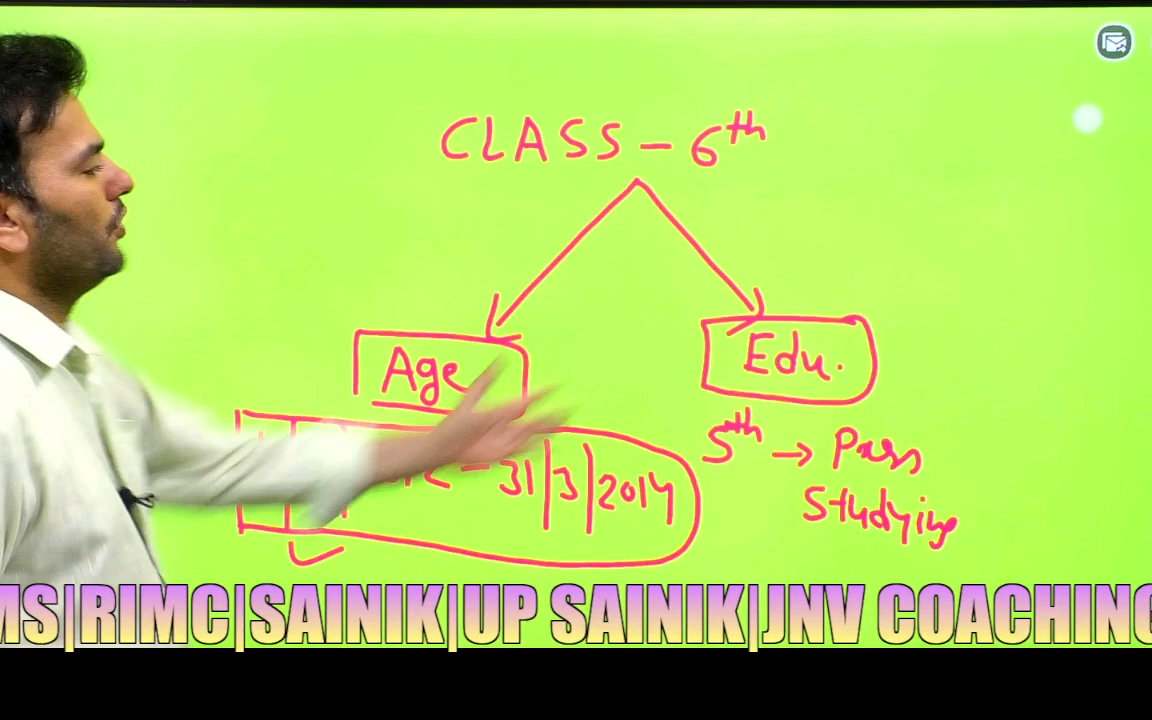 CLASS - 6th
Age
Edu.
- 31/3/2014
5th → Pass
Studying
MS|RIMC|SAINIK|UP SAINIK|JNV COACHING